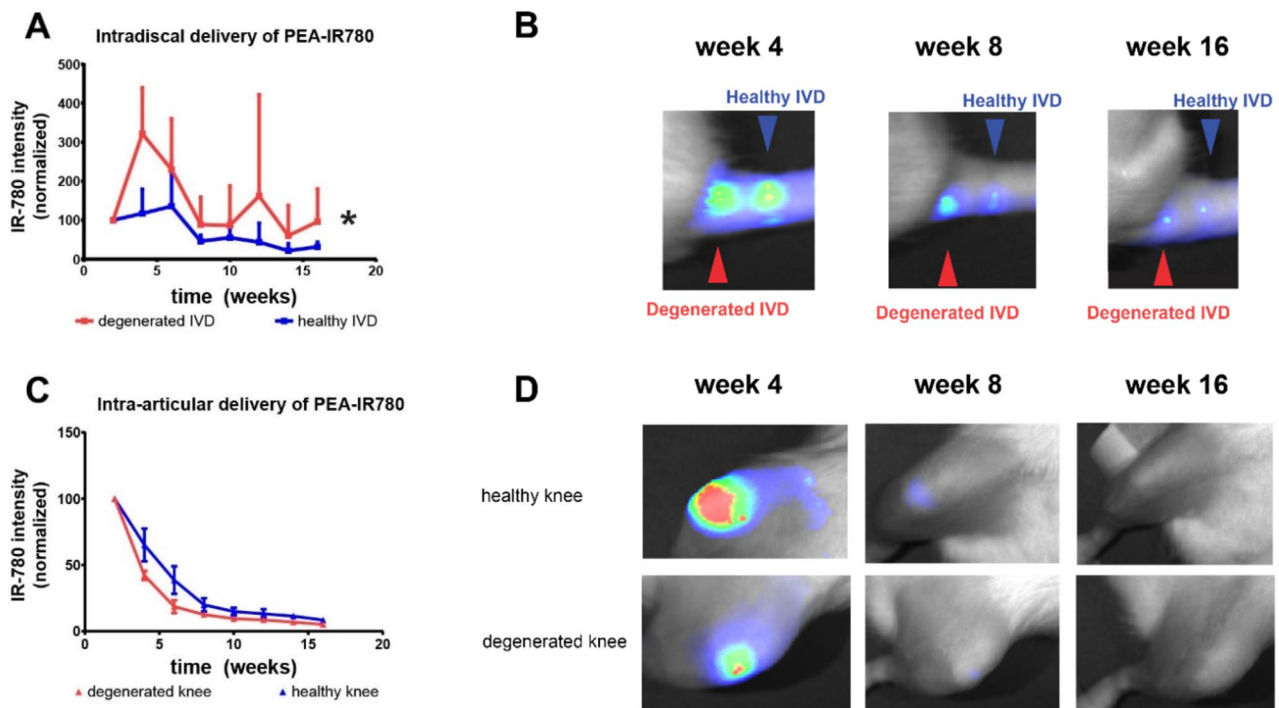 A
Intradiscal delivery of PEA-IR780
IR-780 intensity
(normalized)
500
400
300
200
100
0
0
5
10
15
20
*
time (weeks)
degenerated IVD
healthy IVD
B
week 4
week 8
week 16
Healthy IVD
Healthy IVD
Healthy IVD
Degenerated IVD
Degenerated IVD
Degenerated IVD
C
Intra-articular delivery of PEA-IR780
IR-780 intensity
(normalized)
150
100
50
0
0
5
10
15
20
time (weeks)
degenerated knee
healthy knee
D
week 4
week 8
week 16
healthy knee
degenerated knee